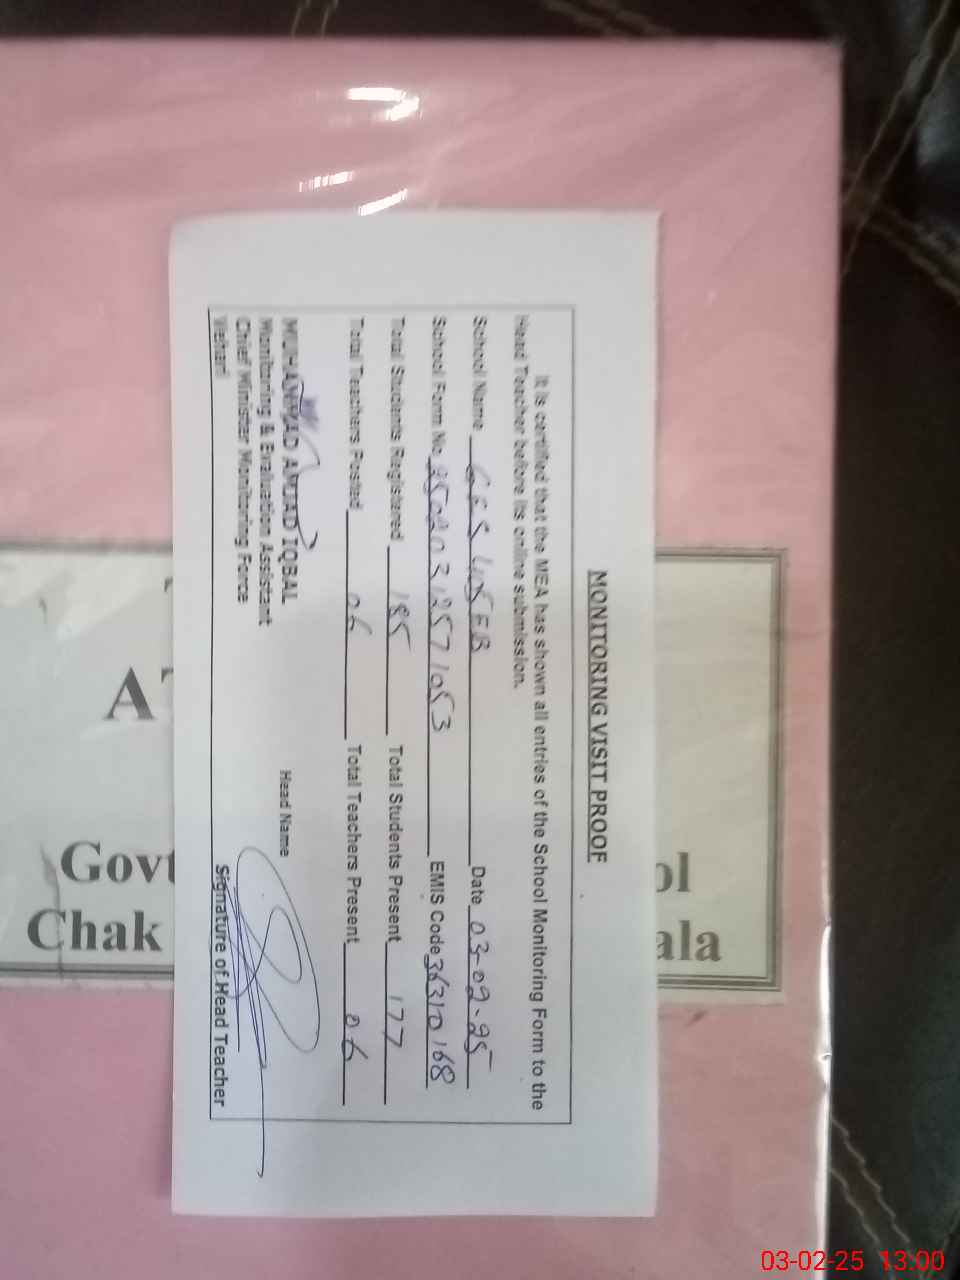 MONITORING VISIT PROOF
It is certified that the MEA has shown all entries of the School Monitoring Form to the
Head Teacher before its online submission.
School Name GES 405 EB Date 03-02-25
School Form No. 25020312571053 EMIS Code 36310168
Total Students Registered 185 Total Students Present 177
Total Teachers Posted 06 Total Teachers Present 06
MUHAMMAD AMJAD IQBAL
Monitoring & Evaluation Assistant
Chief Minister Monitoring Force
Vehari
Head Name
Signature of Head Teacher
A
Govt ol
Chak ala
03-02-25 13:00